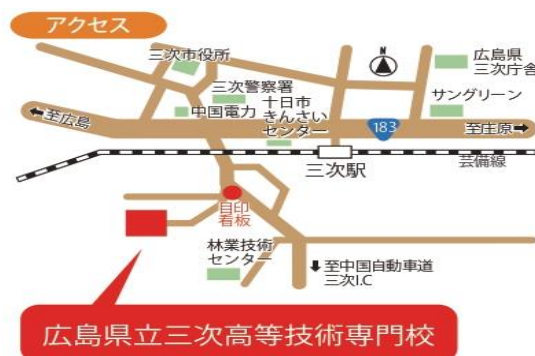 アクセス
三次市役所
N
広島県
三次庁舎
三次警察署
サングリーン
中国電力
十日市
きんさい
センター
←至広島
183
至庄原→
芸備線
三次駅
目印
看板
林業技術
センター
↓至中国自動車道
三次I.C
広島県立三次高等技術専門校